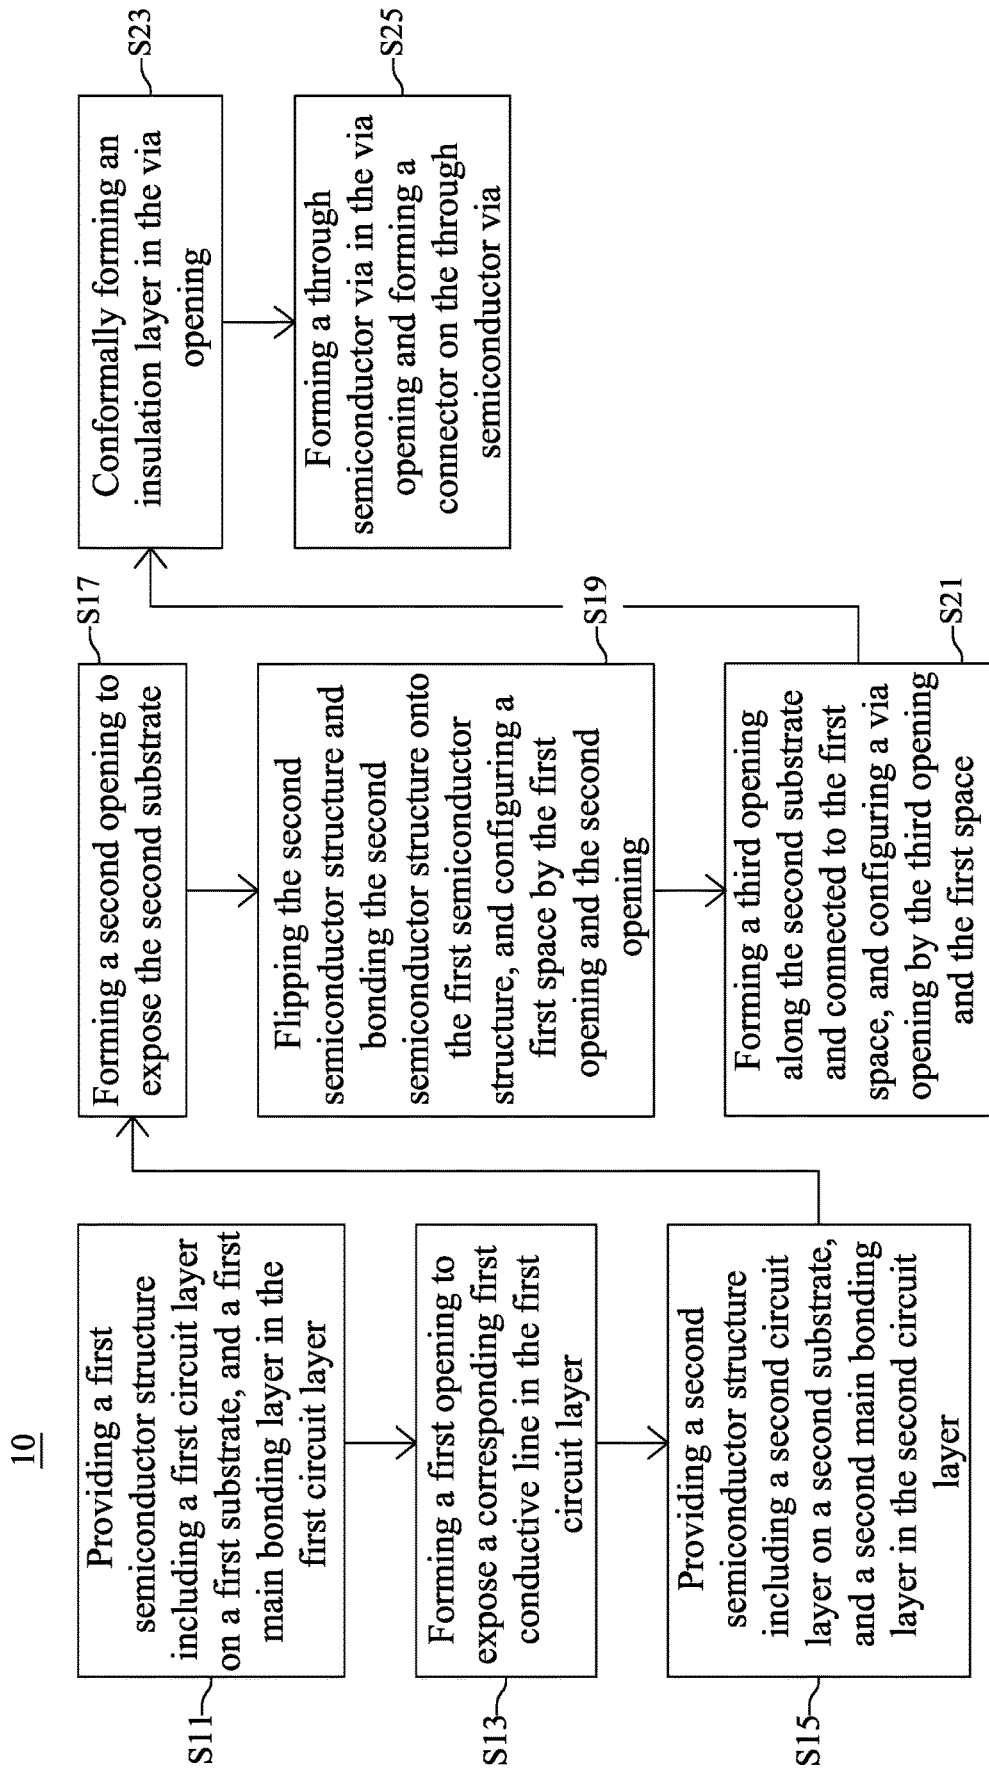 10
S11
Providing a first
semiconductor structure
including a first circuit layer
on a first substrate, and a first
main bonding layer in the
first circuit layer
S13
Forming a first opening to
expose a corresponding first
conductive line in the first
circuit layer
S15
Providing a second
semiconductor structure
including a second circuit
layer on a second substrate,
and a second main bonding
layer in the second circuit
layer
S17
Forming a second opening to
expose the second substrate
S19
Flipping the second
semiconductor structure and
bonding the second
semiconductor structure onto
the first semiconductor
structure, and configuring a
first space by the first
opening and the second
opening
S21
Forming a third opening
along the second substrate
and connected to the first
space, and configuring a via
opening by the third opening
and the first space
S23
Conformally forming an
insulation layer in the via
opening
S25
Forming a through
semiconductor via in the via
opening and forming a
connector on the through
semiconductor via